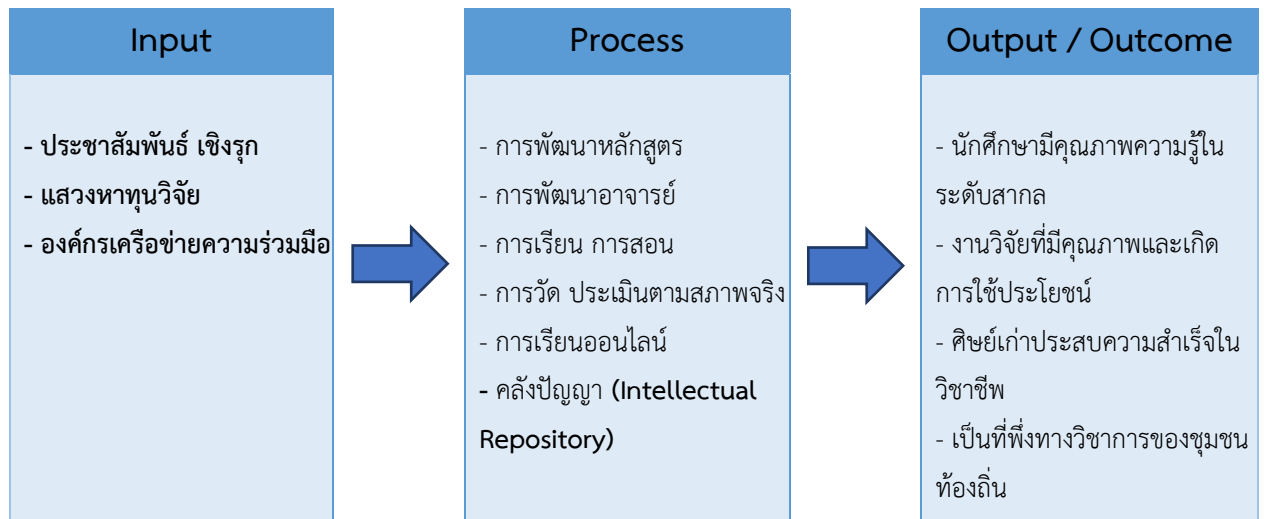 Input
- ประชาสัมพันธ์ เชิงรุก
- แสวงหาทุนวิจัย
- องค์กรเครือข่ายความร่วมมือ
Process
- การพัฒนาหลักสูตร
- การพัฒนาอาจารย์
- การเรียน การสอน
- การวัด ประเมินตามสภาพจริง
- การเรียนออนไลน์
- คลังปัญญา (Intellectual
Repository)
Output / Outcome
- นักศึกษามีคุณภาพความรู้ใน
ระดับสากล
- งานวิจัยที่มีคุณภาพและเกิด
การใช้ประโยชน์
- ศิษย์เก่าประสบความสำเร็จใน
วิชาชีพ
- เป็นที่พึ่งทางวิชาการของชุมชน
ท้องถิ่น